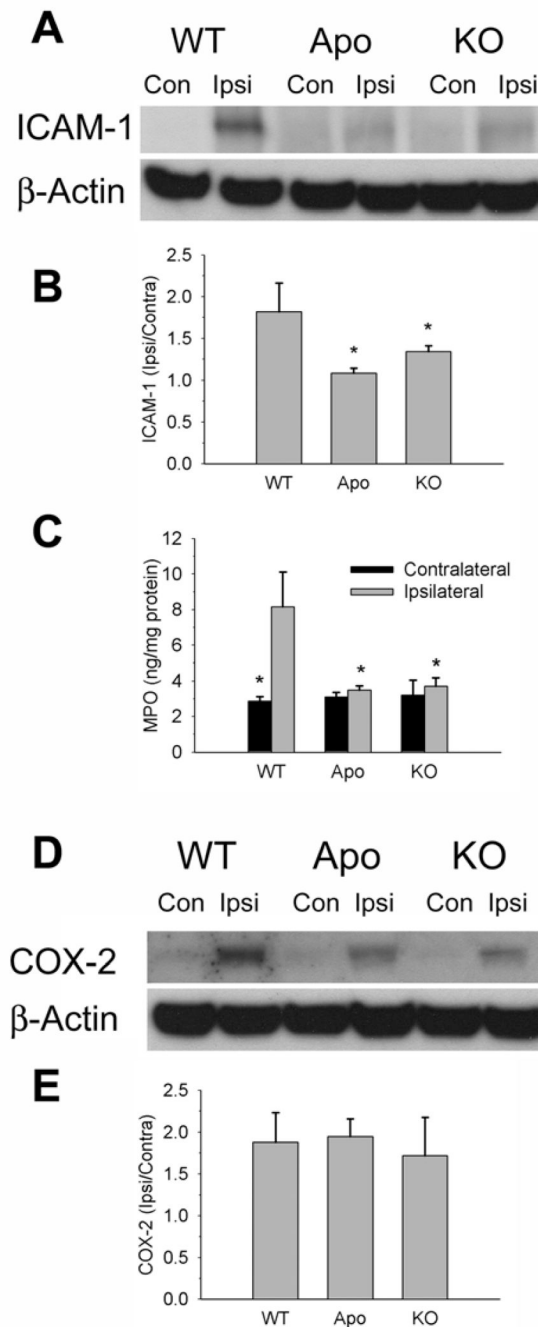 A
WT Apo KO
Con Ipsi Con Ipsi Con Ipsi
ICAM-1
β-Actin
B
ICAM-1 (Ipsi/Contra)
2.5
2.0
1.5
1.0
0.5
0.0
* *
WT Apo KO
C
MPO (ng/mg protein)
12
10
8
6
4
2
0
Contralateral
Ipsilateral
* * *
WT Apo KO
D
WT Apo KO
Con Ipsi Con Ipsi Con Ipsi
COX-2
β-Actin
E
COX-2 (Ipsi/Contra)
2.5
2.0
1.5
1.0
0.5
0.0
WT Apo KO